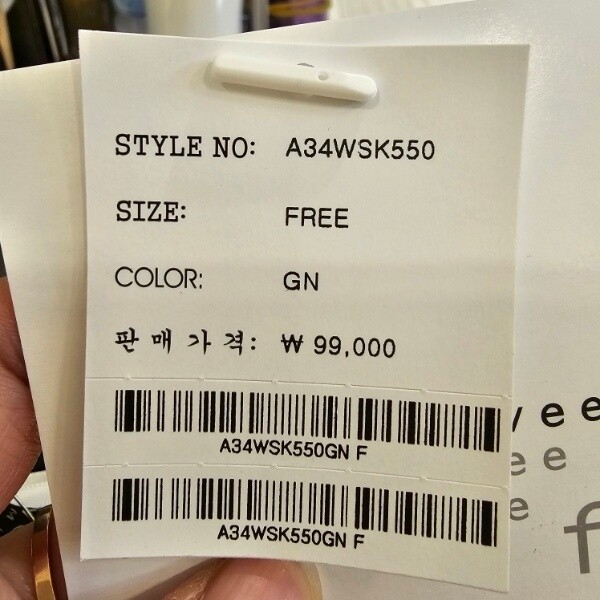 STYLE NO: A34WSK550
SIZE: FREE
COLOR: GN
판매가격: ₩ 99,000
A34WSK550GN F
A34WSK550GN F